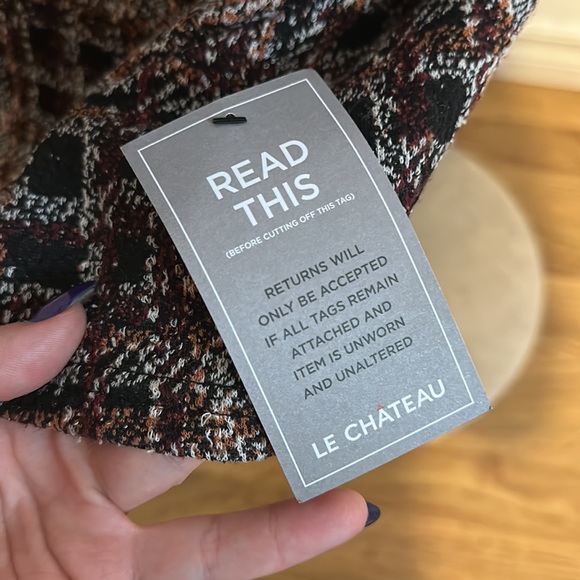 READ
THIS
(BEFORE CUTTING OFF THIS TAG)
RETURNS WILL
ONLY BE ACCEPTED
IF ALL TAGS REMAIN
ATTACHED AND
ITEM IS UNWORN
AND UNALTERED
LE CHÂTEAU